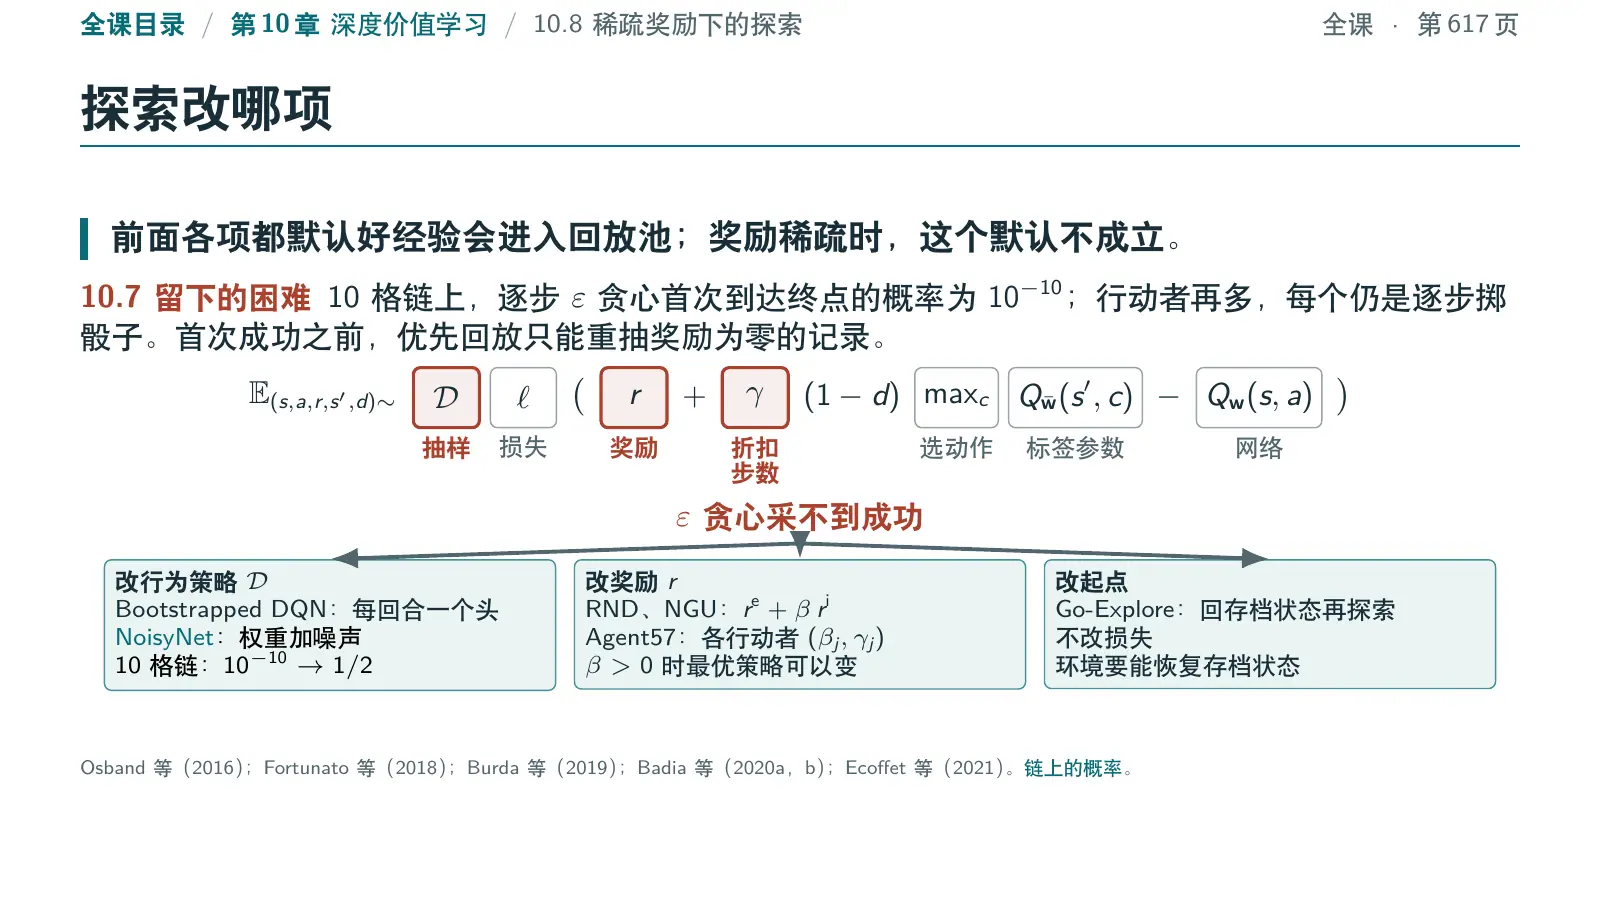 全课目录 / 第 10 章 深度价值学习 / 10.8 稀疏奖励下的探索
全课 · 第 617 页
探索改哪项
前面各项都默认好经验会进入回放池；奖励稀疏时，这个默认不成立。
10.7 留下的困难 10 格链上，逐步 ε 贪心首次到达终点的概率为 10⁻¹⁰；行动者再多，每个仍是逐步掷
骰子。首次成功之前，优先回放只能重抽奖励为零的记录。
𝔼(s,a,r,s′,d)∼ 𝒟 ℓ ( r + γ (1 − d) max_c Q_w̄(s′, c) − Q_w(s, a) )
抽样 损失 奖励 折扣 选动作 标签参数 网络
步数
ε 贪心采不到成功
改行为策略 𝒟
Bootstrapped DQN：每回合一个头
NoisyNet：权重加噪声
10 格链：10⁻¹⁰ → 1/2
改奖励 r
RND、NGU：rᵉ + β rʲ
Agent57：各行动者 (βⱼ, γⱼ)
β > 0 时最优策略可以变
改起点
Go-Explore：回存档状态再探索
不改损失
环境要能恢复存档状态
Osband 等 (2016)；Fortunato 等 (2018)；Burda 等 (2019)；Badia 等 (2020a，b)；Ecoffet 等 (2021)。链上的概率。